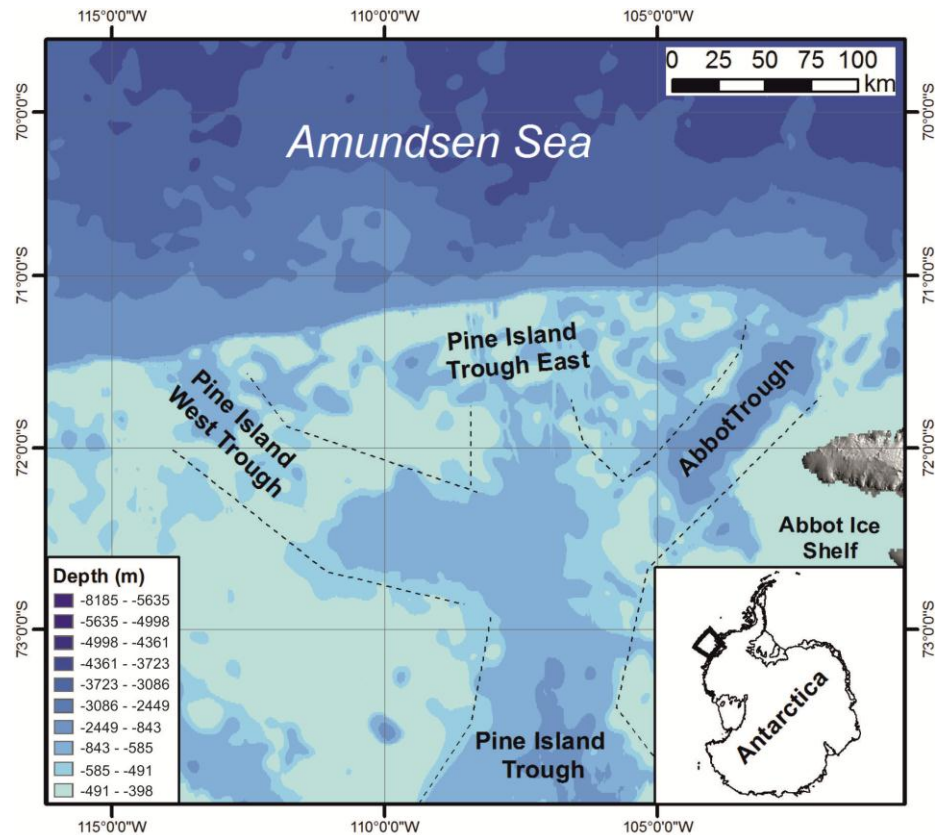 115°0'0"W
110°0'0"W
105°0'0"W
0 25 50 75 100
km
70°0'0"S
70°0'0"S
Amundsen Sea
71°0'0"S
71°0'0"S
Pine Island
Trough East
Pine Island
West Trough
AbbotTrough
72°0'0"S
72°0'0"S
Abbot Ice
Shelf
Depth (m)
-8185 - -5635
-5635 - -4998
-4998 - -4361
-4361 - -3723
-3723 - -3086
-3086 - -2449
-2449 - -843
-843 - -585
-585 - -491
-491 - -398
73°0'0"S
73°0'0"S
Antarctica
Pine Island
Trough
115°0'0"W
110°0'0"W
105°0'0"W